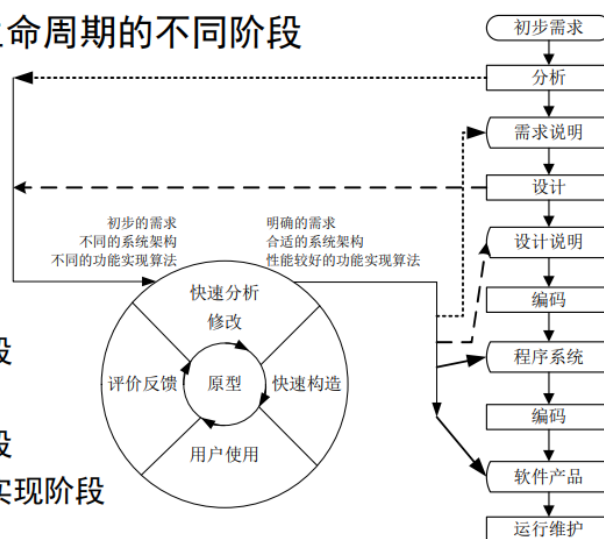 命周期的不同阶段
初步需求
分析
需求说明
设计
初步的需求
不同的系统架构
不同的功能实现算法
明确的需求
合适的系统架构
性能较好的功能实现算法
设计说明
编码
程序系统
编码
软件产品
运行维护
快速分析
修改
评价反馈
原型
快速构造
用户使用
段
段
实现阶段